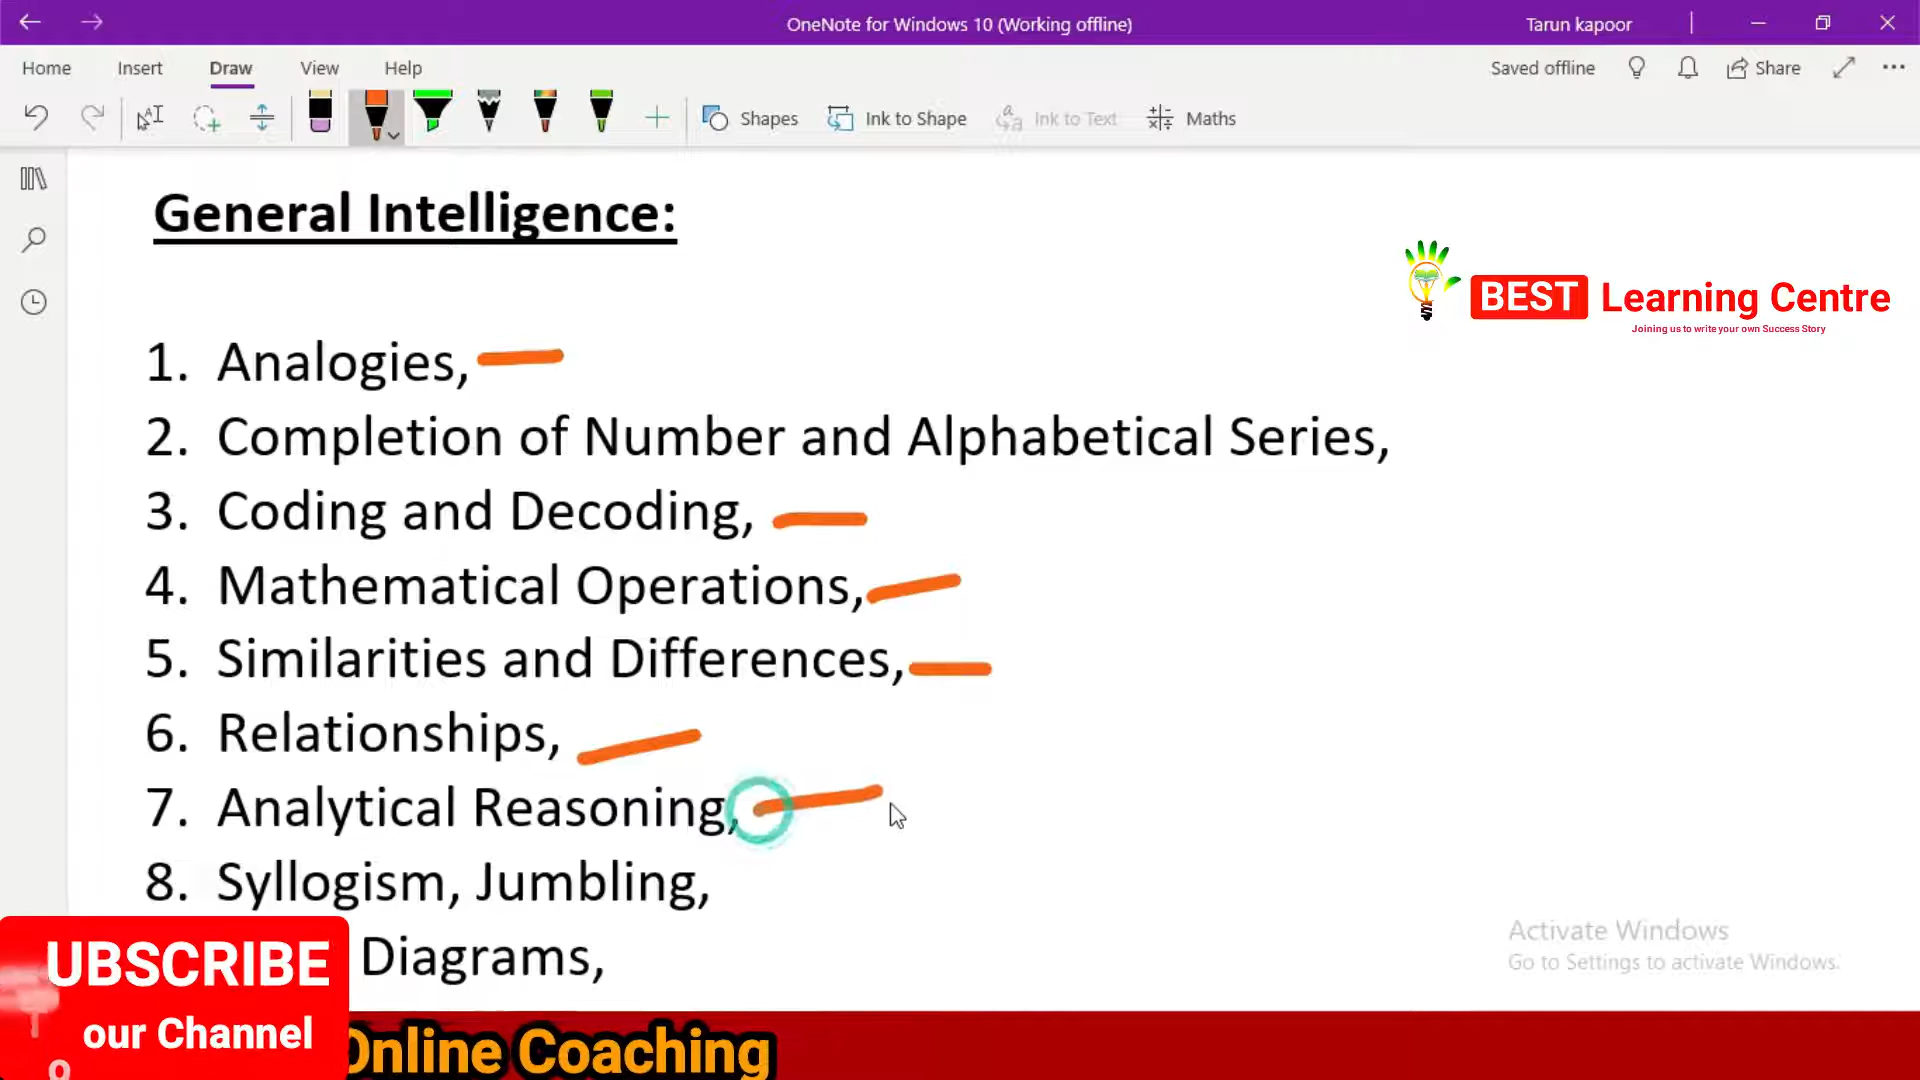 OneNote for Windows 10 (Working offline)
Tarun kapoor
Home Insert Draw View Help
Saved offline
Share
Shapes
Ink to Shape
Ink to Text
Maths
General Intelligence:
BEST Learning Centre
Joining us to write your own Success Story
1. Analogies,
2. Completion of Number and Alphabetical Series,
3. Coding and Decoding,
4. Mathematical Operations,
5. Similarities and Differences,
6. Relationships,
7. Analytical Reasoning,
8. Syllogism, Jumbling,
Diagrams,
Activate Windows
Go to Settings to activate Windows.
UBSCRIBE
our Channel
Online Coaching